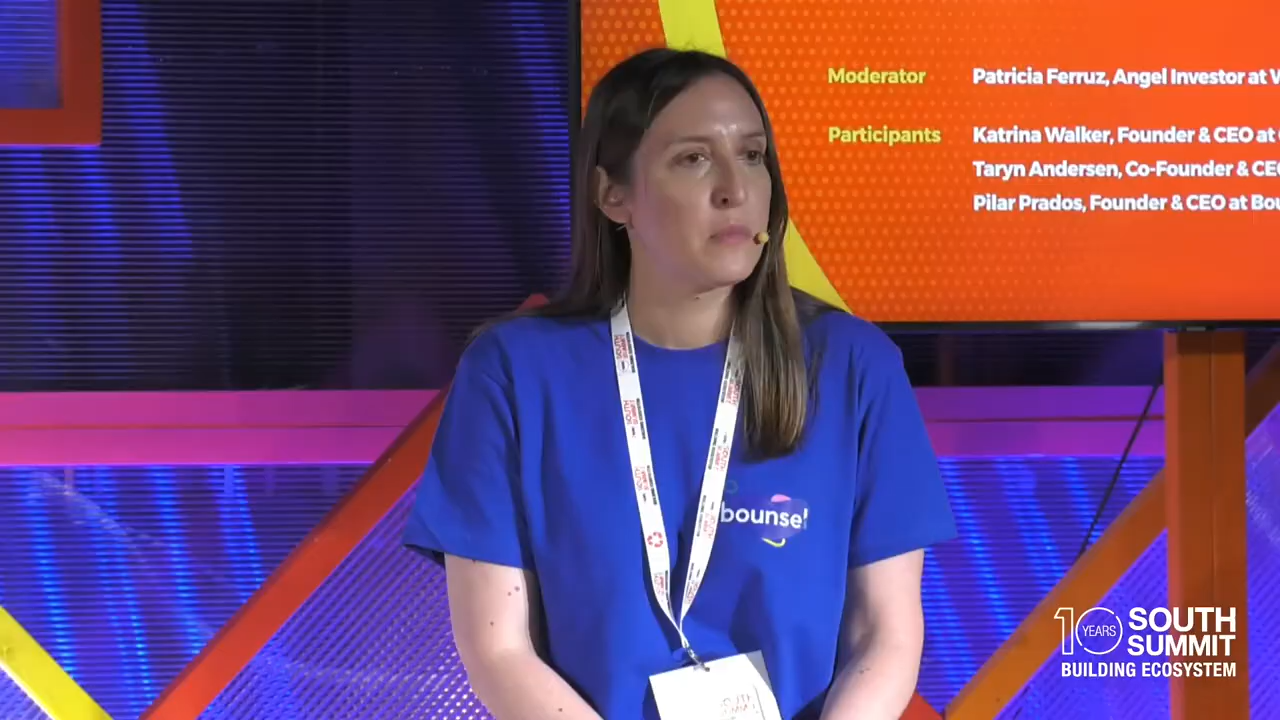 Moderator Patricia Ferruz, Angel Investor at
Participants Katrina Walker, Founder & CEO at
Taryn Andersen, Co-Founder & CEO
Pilar Prados, Founder & CEO at Bou
bounsel
10 YEARS SOUTH SUMMIT
BUILDING ECOSYSTEM